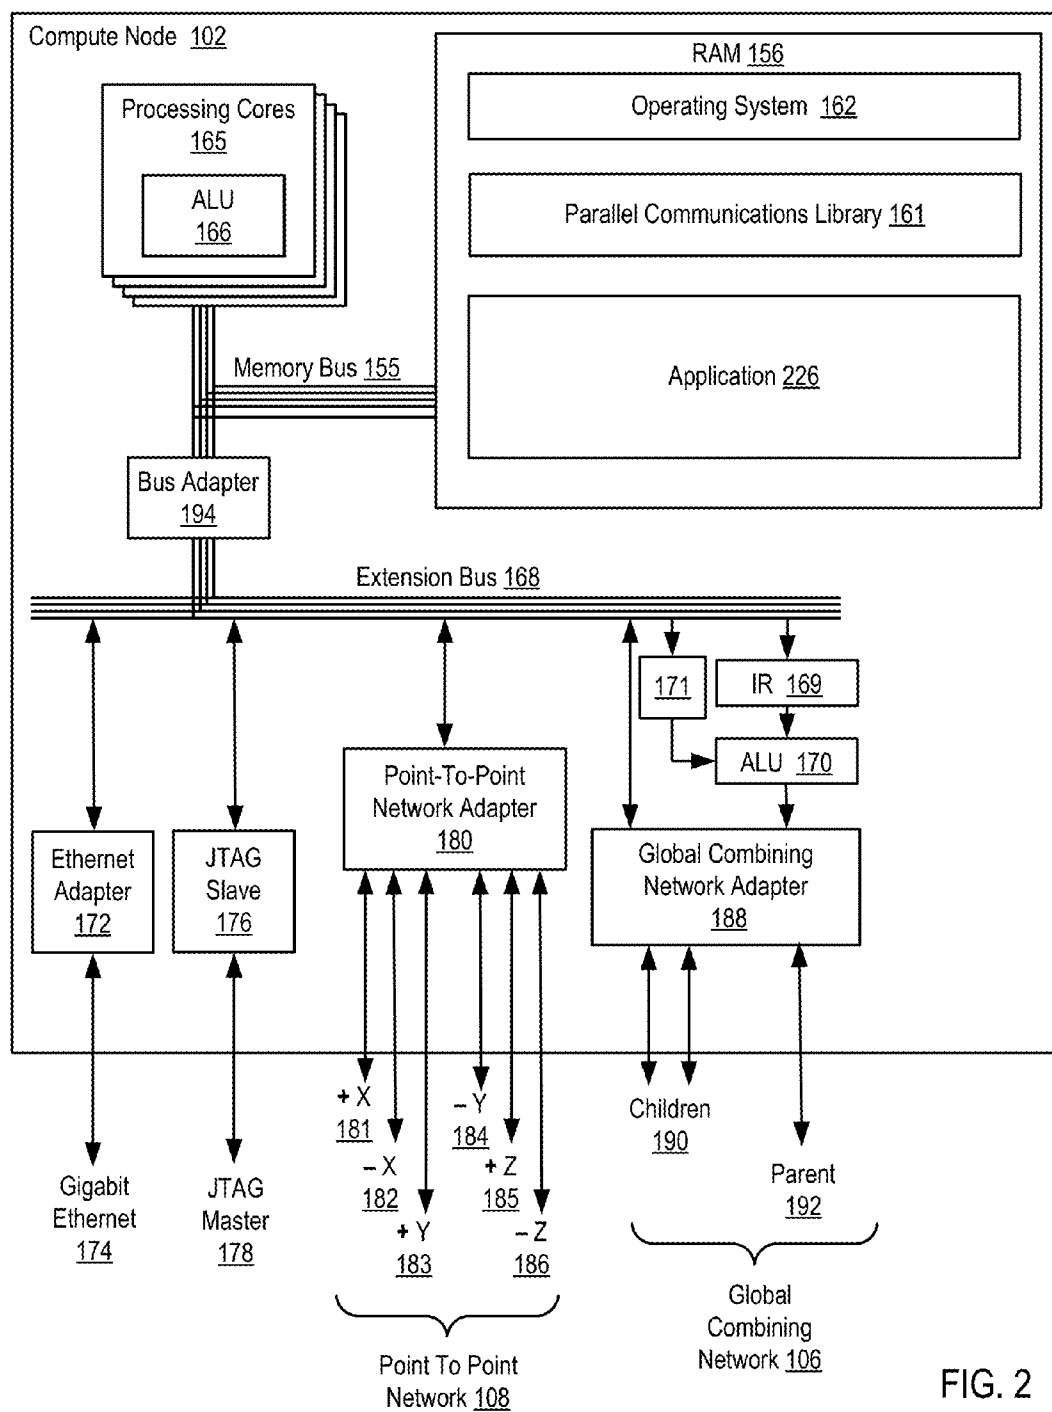 Compute Node 102
RAM 156
Processing Cores
165
ALU
166
Operating System 162
Parallel Communications Library 161
Application 226
Memory Bus 155
Bus Adapter
194
Extension Bus 168
171
IR 169
ALU 170
Point-To-Point
Network Adapter
180
Ethernet
Adapter
172
JTAG
Slave
176
Global Combining
Network Adapter
188
+ X
181
– X
182
+ Y
183
– Y
184
+ Z
185
– Z
186
Children
190
Parent
192
Gigabit
Ethernet
174
JTAG
Master
178
Point To Point
Network 108
Global
Combining
Network 106
FIG. 2